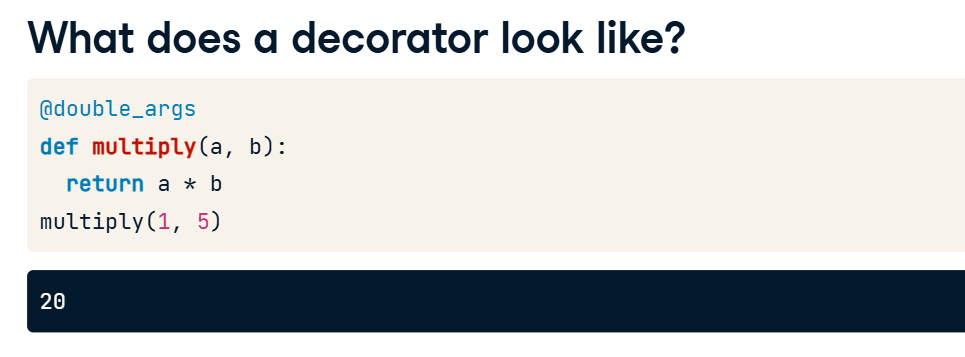 What does a decorator look like?
@double_args
def multiply(a, b):
  return a * b
multiply(1, 5)
20